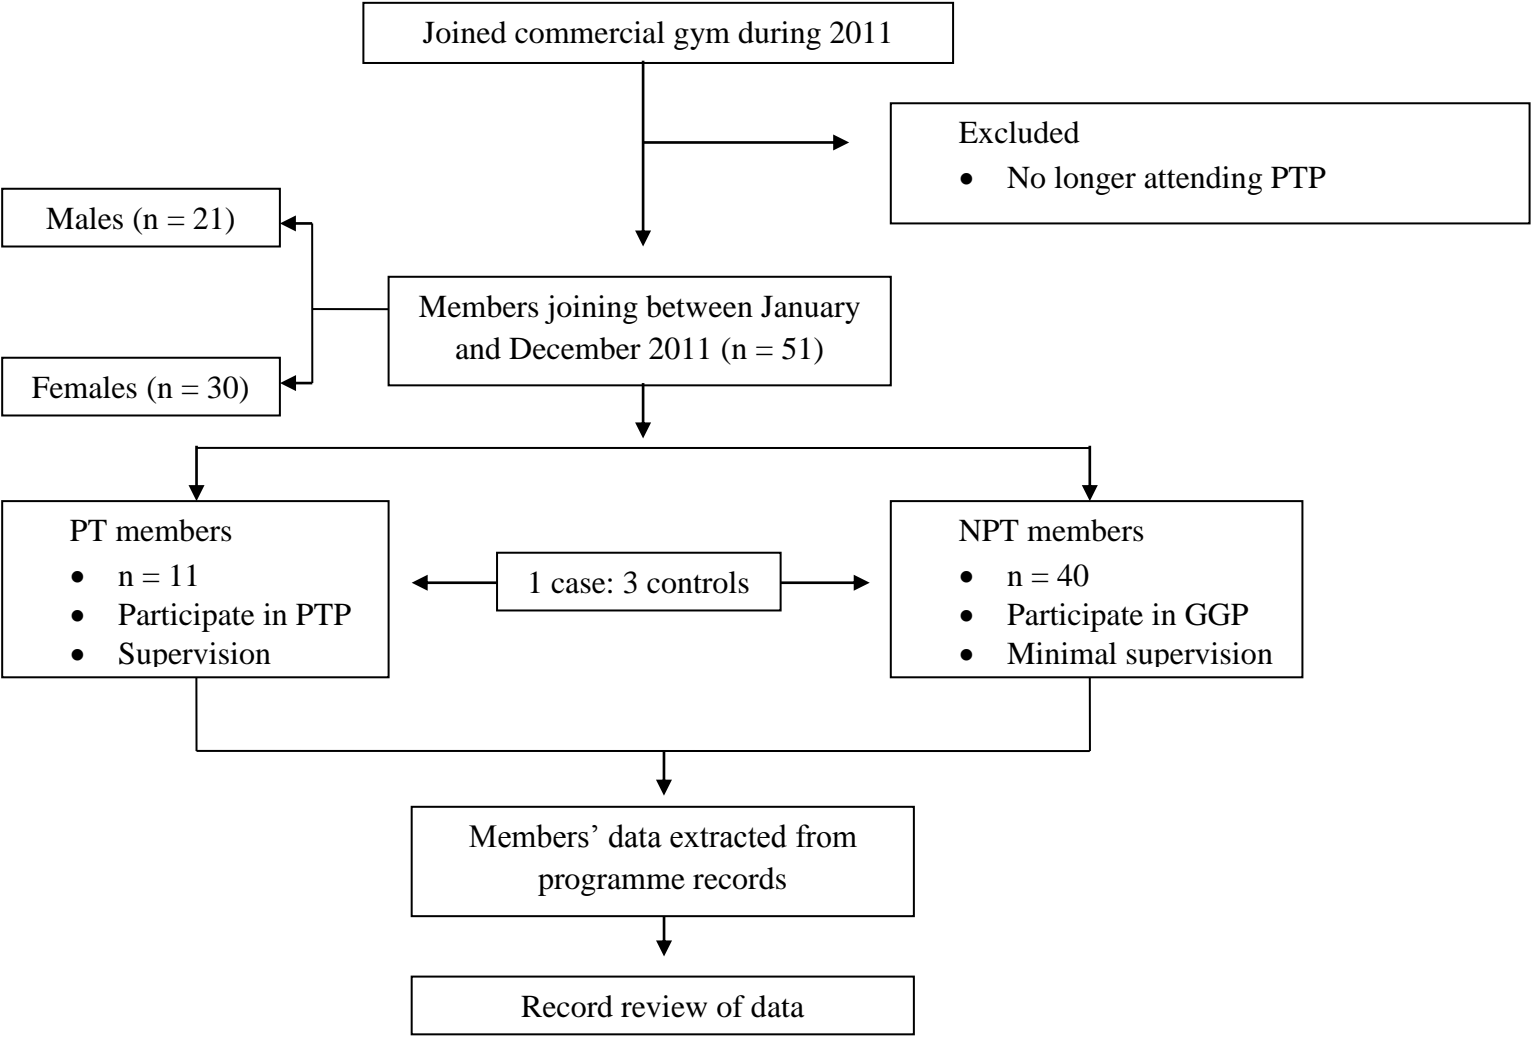 Joined commercial gym during 2011
Excluded
• No longer attending PTP
Males (n = 21)
Members joining between January
and December 2011 (n = 51)
Females (n = 30)
PT members
• n = 11
• Participate in PTP
• Supervision
1 case: 3 controls
NPT members
• n = 40
• Participate in GGP
• Minimal supervision
Members’ data extracted from
programme records
Record review of data